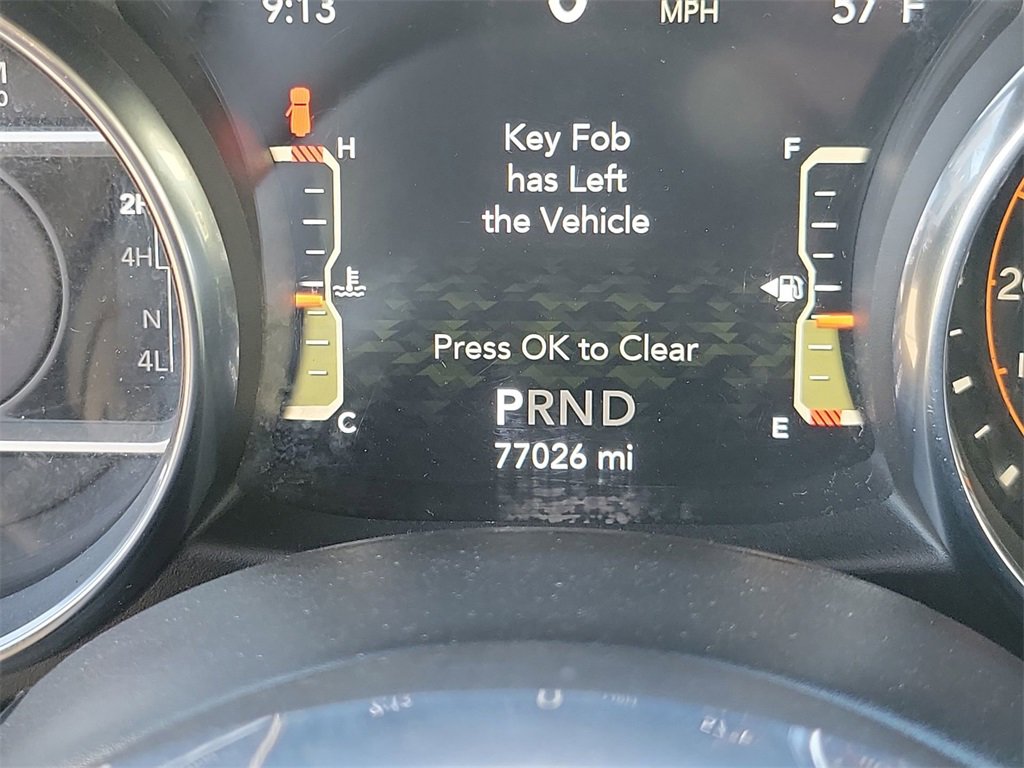 9:13
0
MPH
57 F
H
Key Fob
has Left
the Vehicle
F
2H
4H
N
4L
Press OK to Clear
PRND
C
E
77026 mi